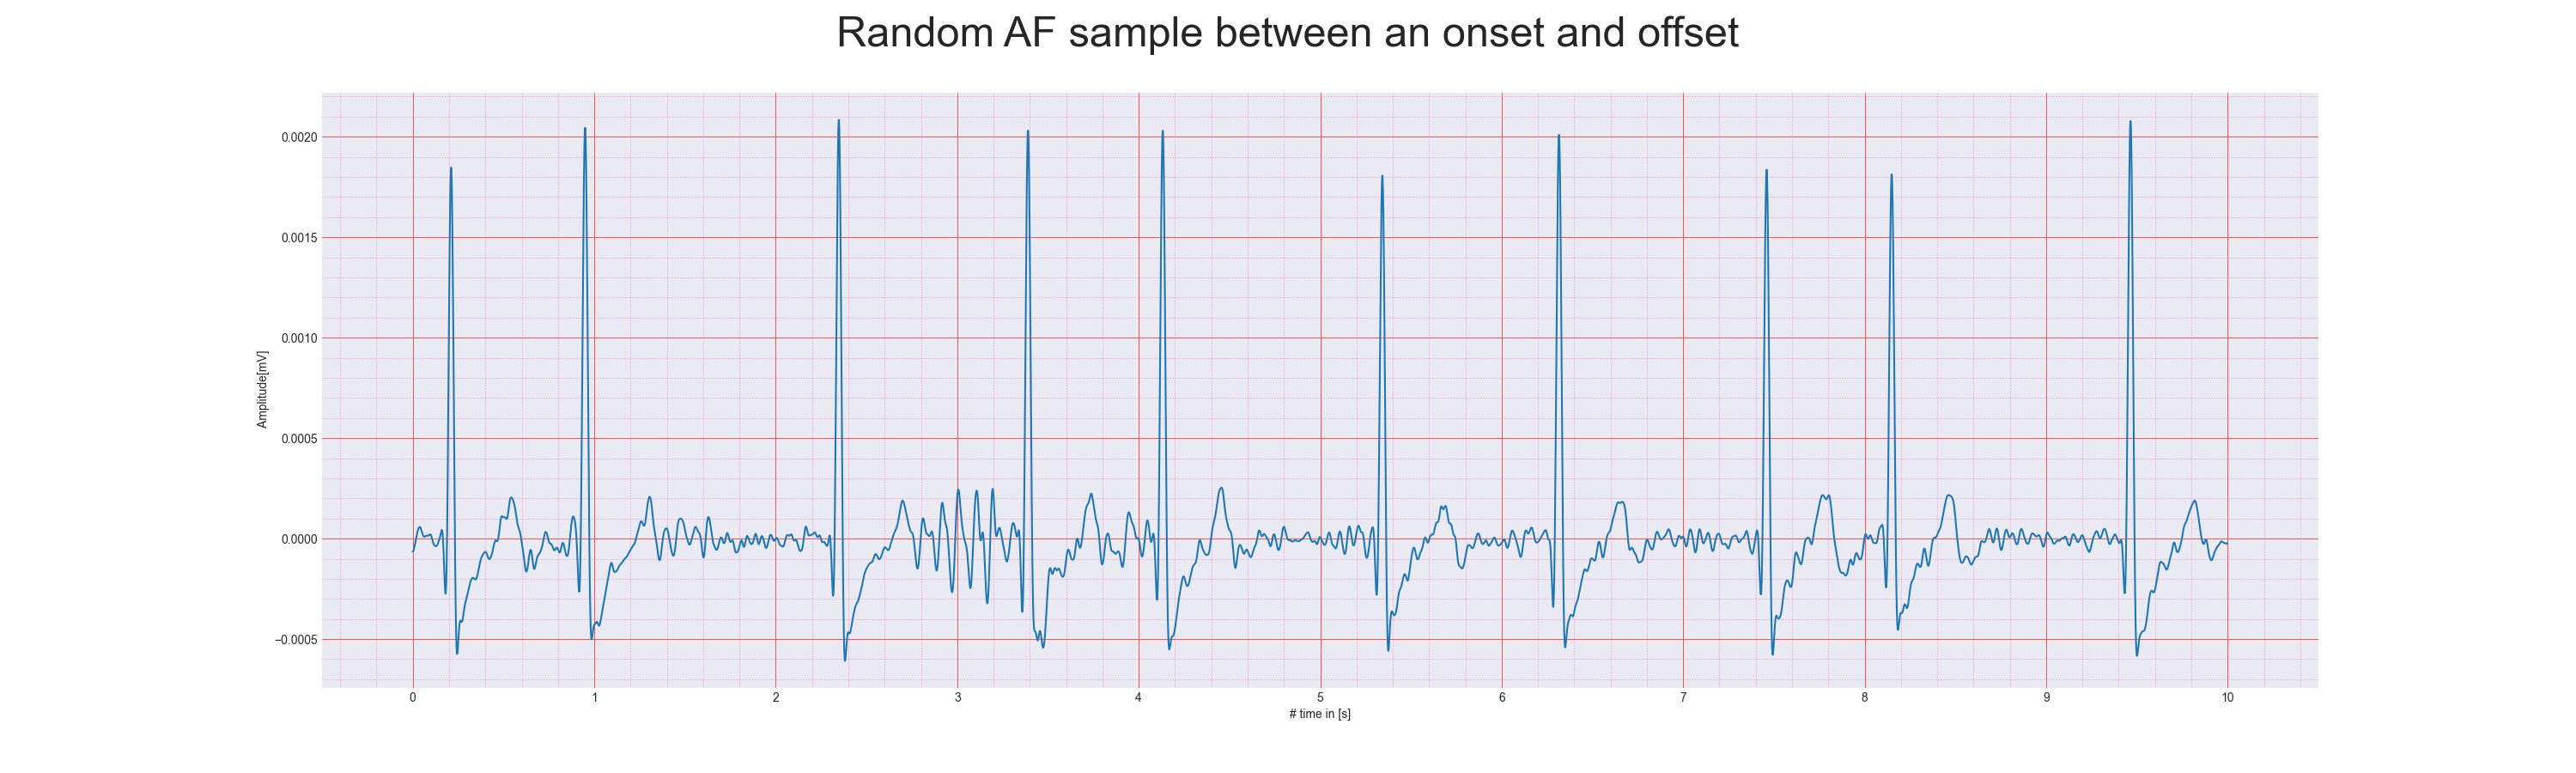 Random AF sample between an onset and offset
0.0020
0.0015
0.0010
0.0005
0.0000
−0.0005
Amplitude[mV]
0 1 2 3 4 5 6 7 8 9 10
# time in [s]